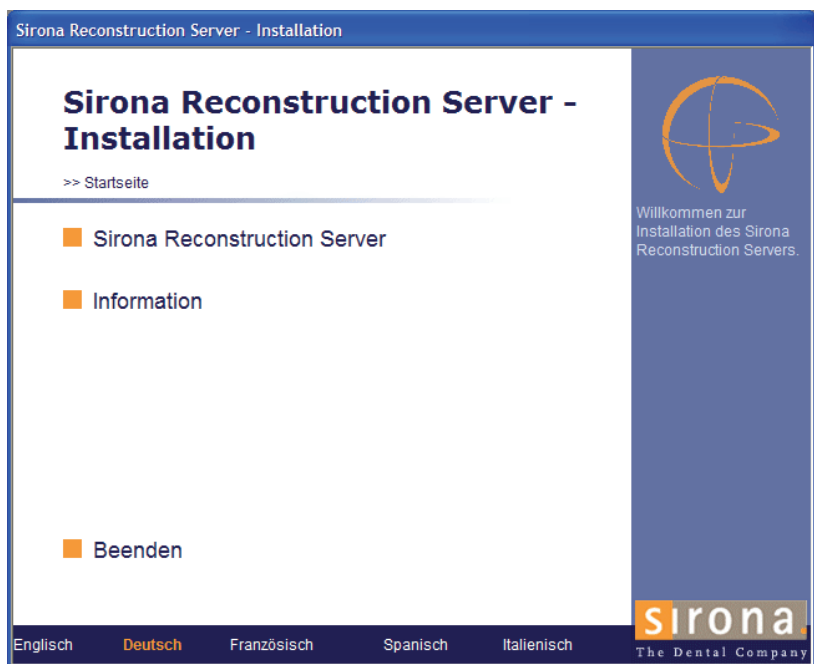 Sirona Reconstruction Server - Installation
Sirona Reconstruction Server -
Installation
>> Startseite
Sirona Reconstruction Server
Information
Beenden
Willkommen zur
Installation des Sirona
Reconstruction Servers.
Englisch Deutsch Französisch Spanisch Italienisch
sirona.
The Dental Company